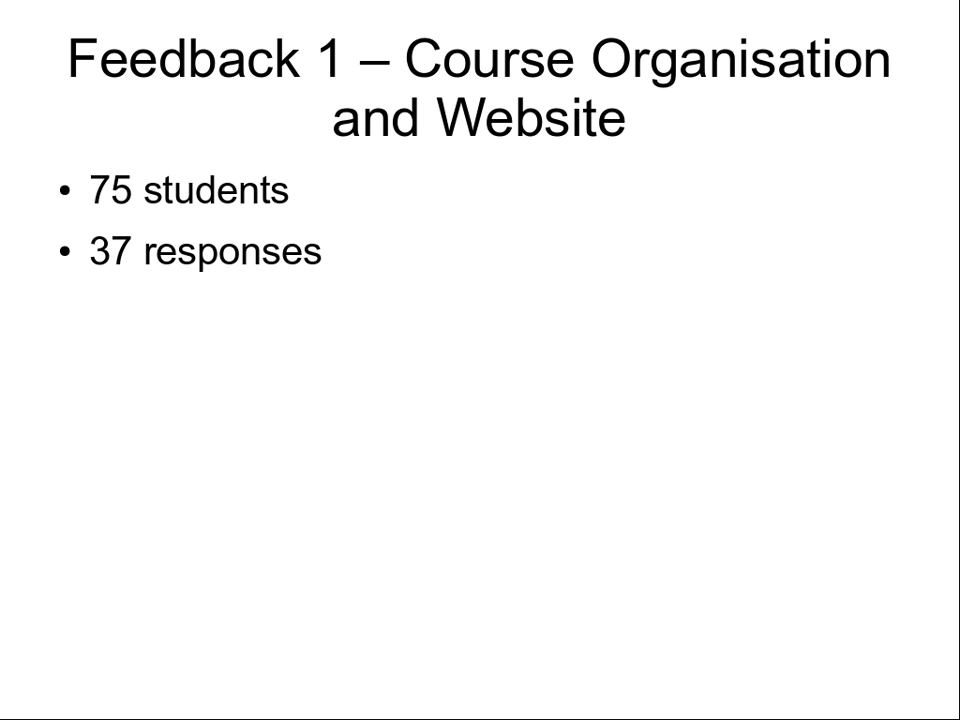 Feedback 1 – Course Organisation
and Website
• 75 students
• 37 responses